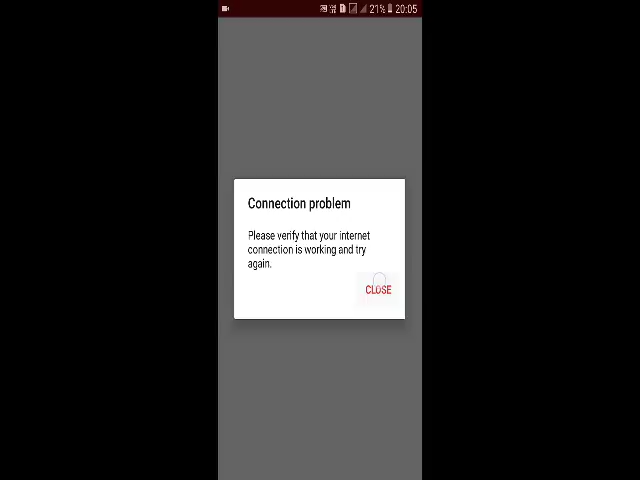 21% 20:05
Connection problem
Please verify that your internet
connection is working and try
again.
CLOSE